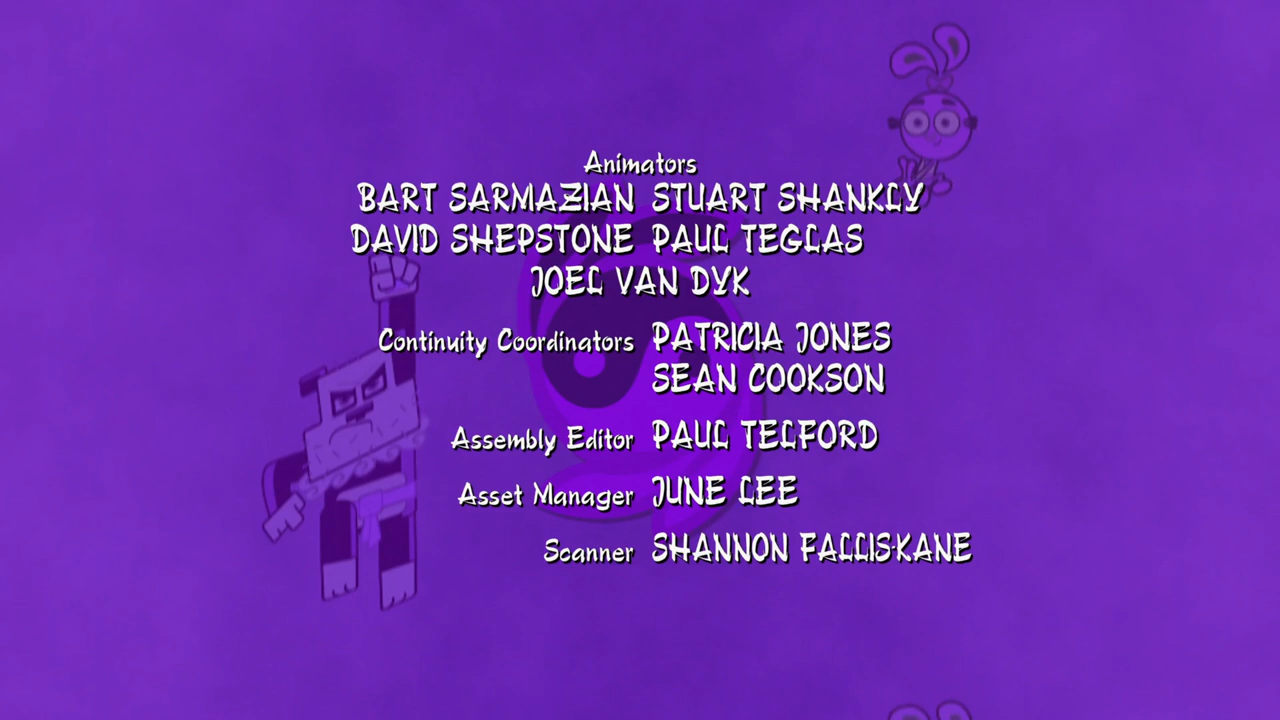 Animators
BART SARMAZIAN STUART SHANKLY
DAVID SHEPSTONE PAUL TEGLAS
JOEL VAN DYK
Continuity Coordinators PATRICIA JONES
SEAN COOKSON
Assembly Editor PAUL TELFORD
Asset Manager JUNE LEE
Scanner SHANNON FALLIS-KANE